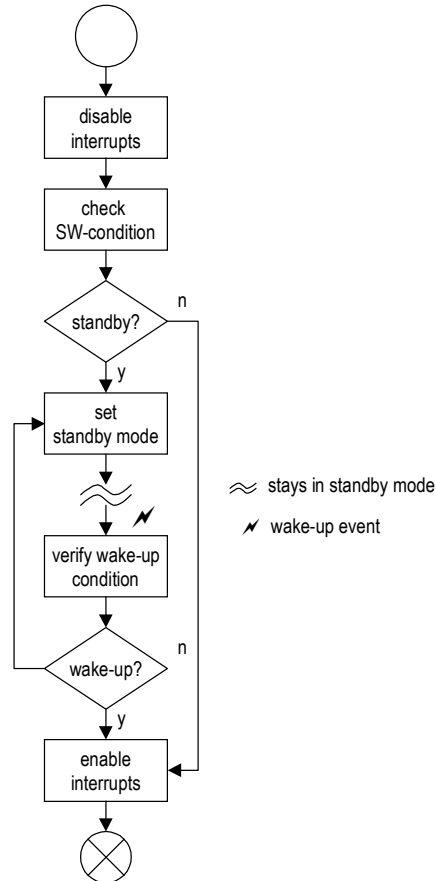 disable
interrupts
check
SW-condition
n
standby?
y
set
standby mode
stays in standby mode
wake-up event
verify wake-up
condition
n
wake-up?
y
enable
interrupts